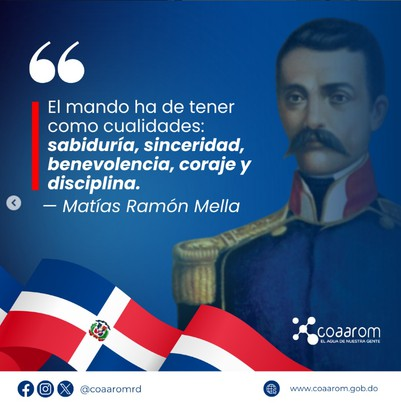 El mando ha de tener
como cualidades:
sabiduría, sinceridad,
benevolencia, coraje y
disciplina.
— Matías Ramón Mella
coaarom
EL AGUA DE NUESTRA GENTE
@coaaromrd
www.coaarom.gob.do